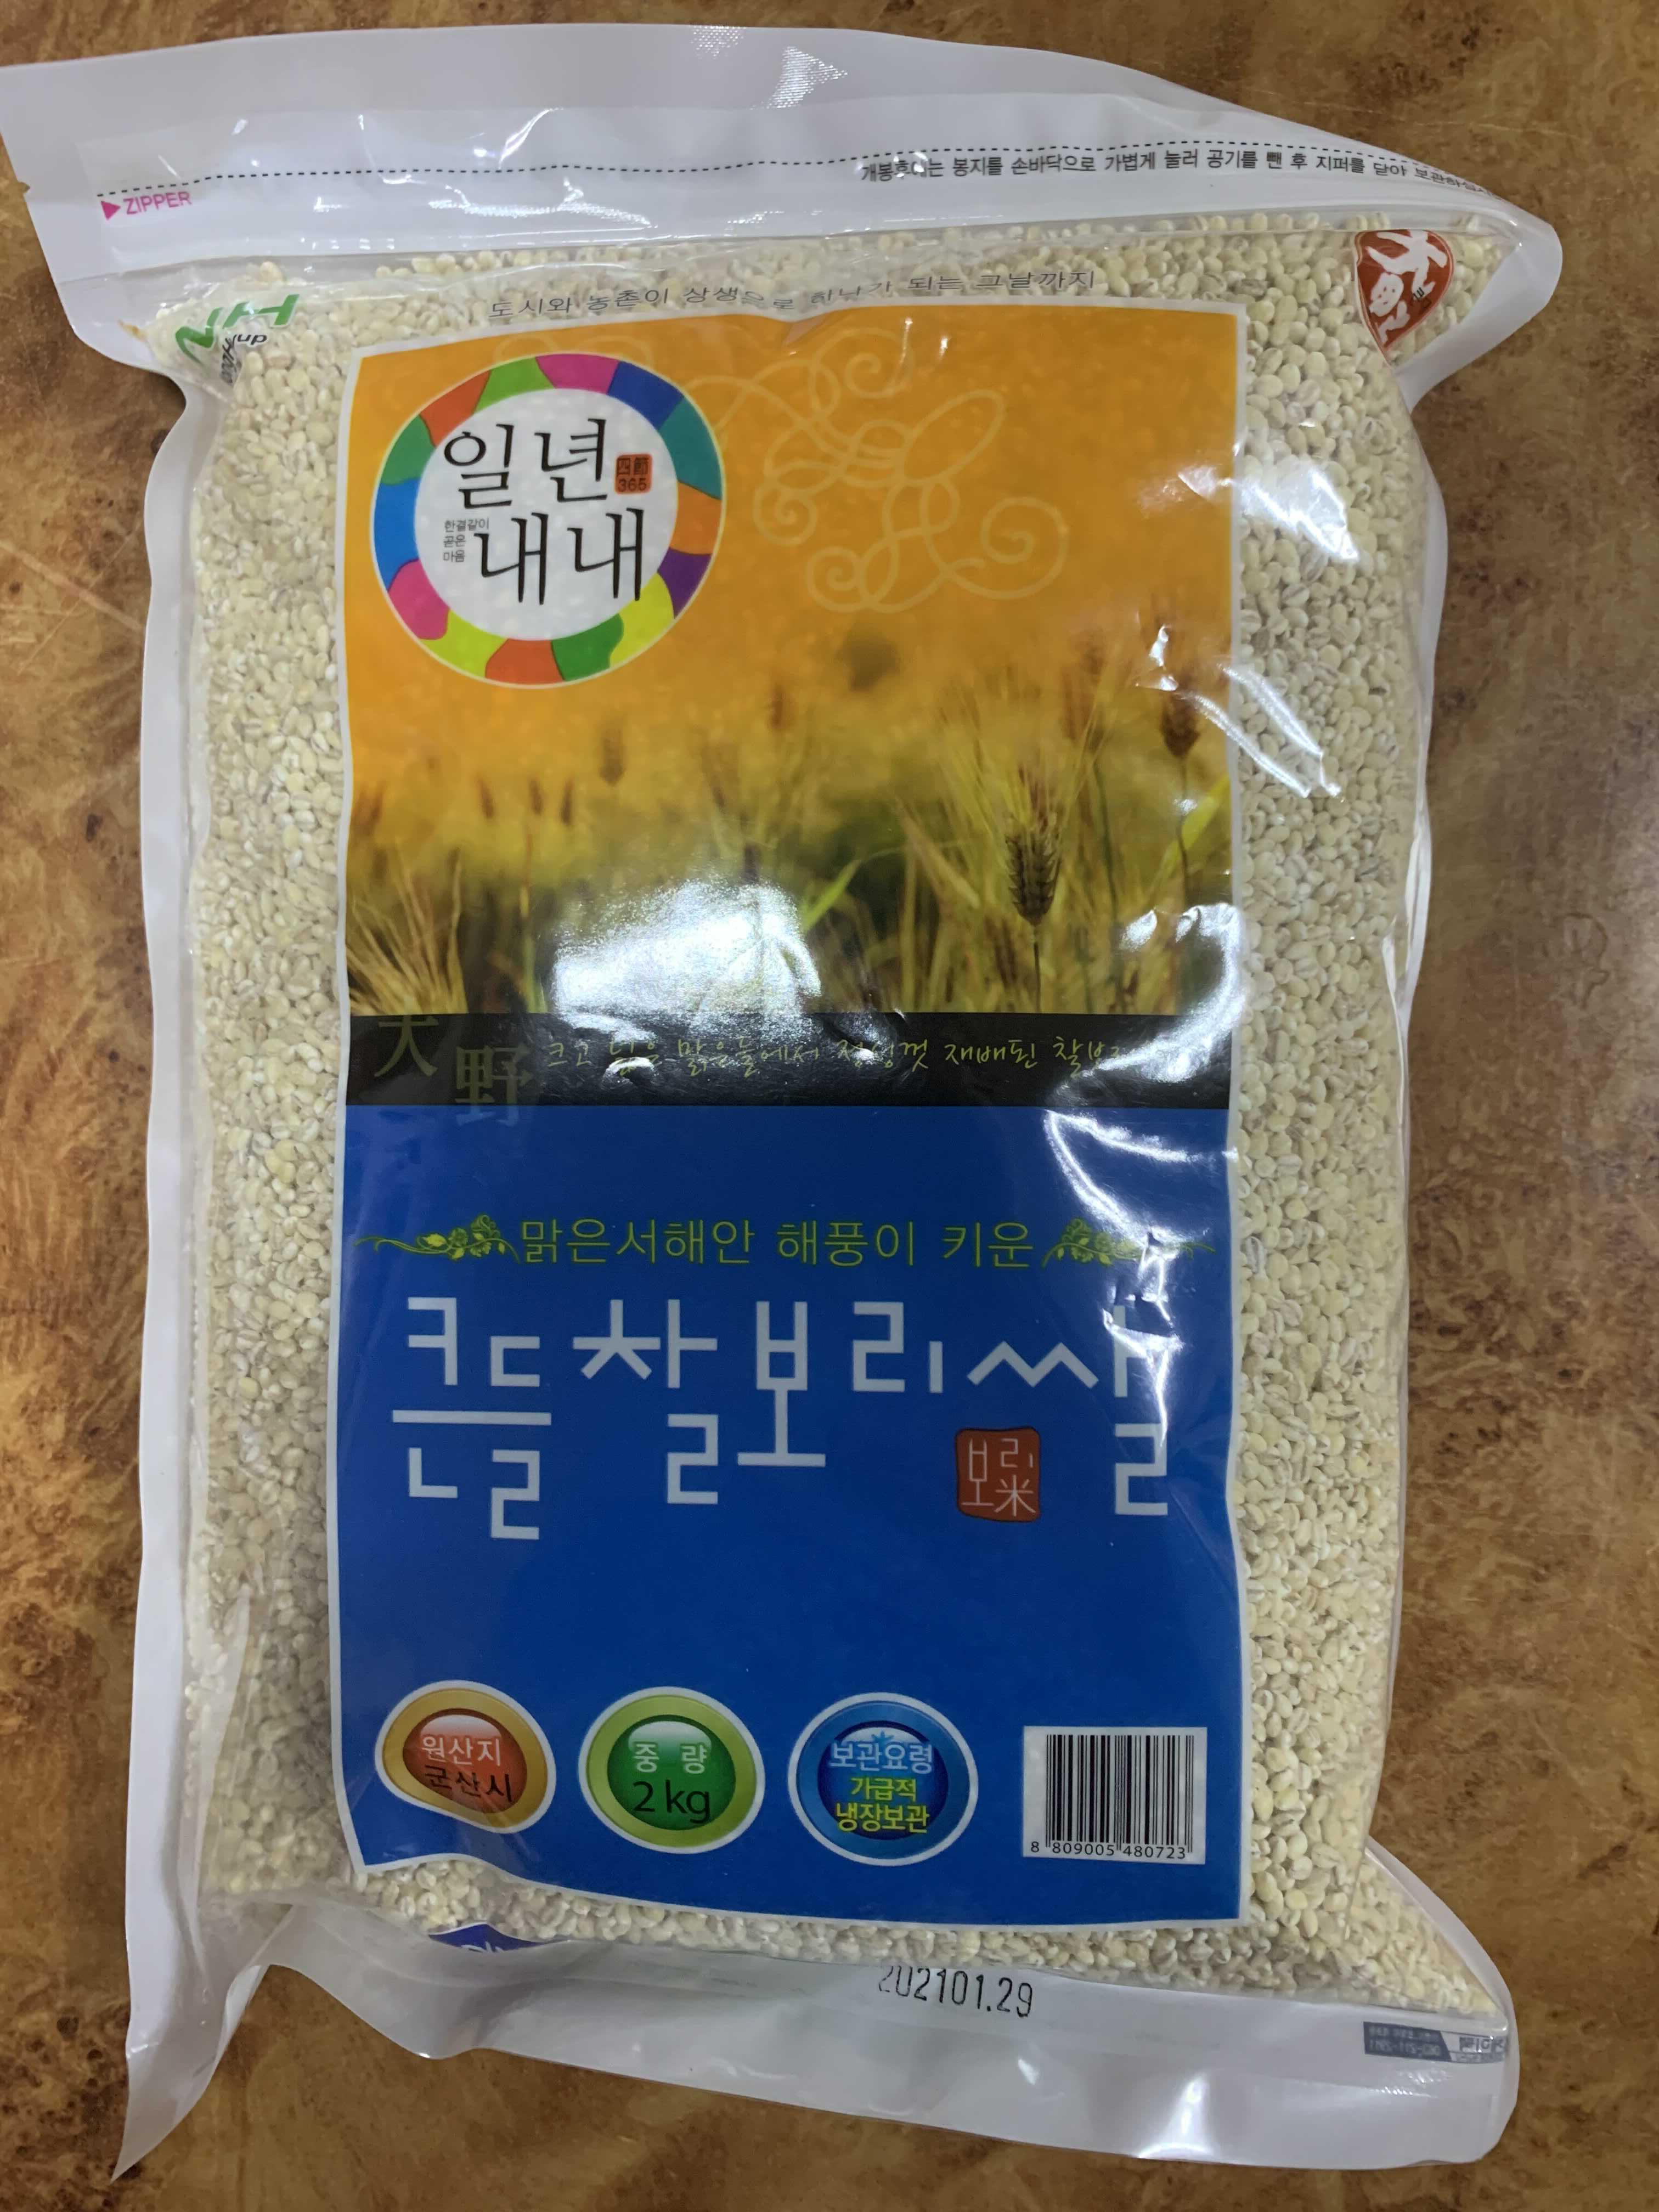 개봉후에는 봉지를 손바닥으로 가볍게 눌러 공기를 뺀 후 지퍼를 닫아
▶ZIPPER
도시와 농촌이 상생으로 하나가 되는 그날까지
NH
일년
四節
365
한결같이
곧은
마음
내내
大野 크고 넓은 맑은들에서 정성껏 재배된
맑은서해안 해풍이 키운
큰들찰보리쌀
보리米
원산지
군산시
중 량
2kg
보관요령
가급적
냉장보관
8 809005 480723
202101.29